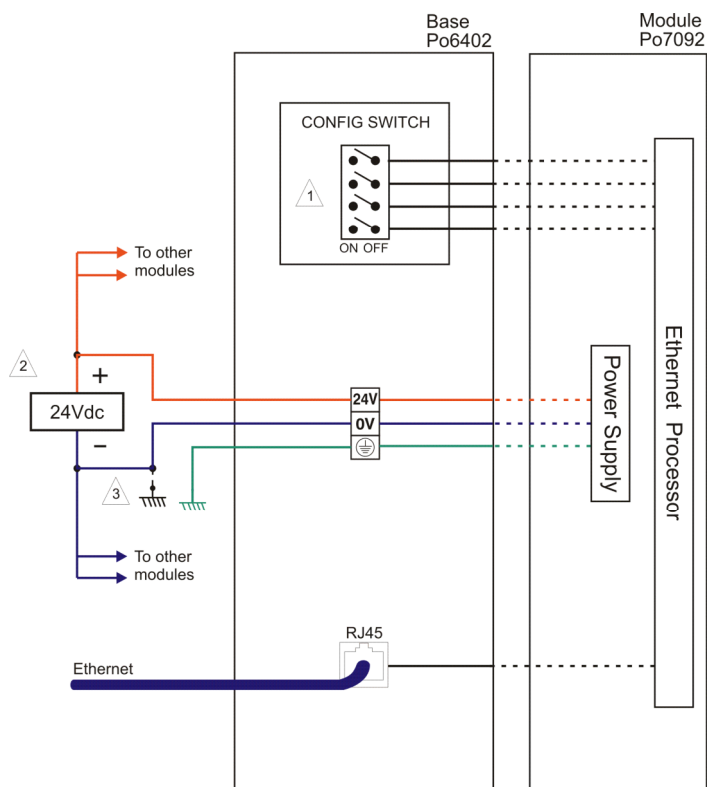 Base
Po6402
Module
Po7092
CONFIG SWITCH
1
ON OFF
To other
modules
2
+
24Vdc
−
3
24V
0V
To other
modules
Power Supply
Ethernet Processor
RJ45
Ethernet